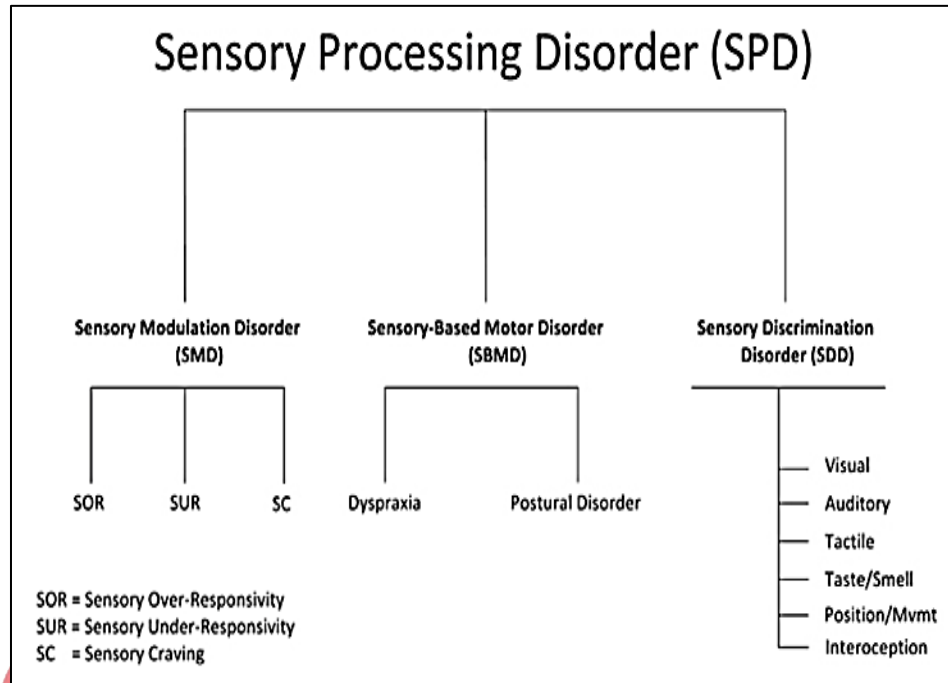 Sensory Processing Disorder (SPD)
Sensory Modulation Disorder
(SMD)
Sensory-Based Motor Disorder
(SBMD)
Sensory Discrimination
Disorder (SDD)
SOR
SUR
SC
Dyspraxia
Postural Disorder
Visual
Auditory
Tactile
Taste/Smell
Position/Mvmt
Interoception
SOR = Sensory Over-Responsivity
SUR = Sensory Under-Responsivity
SC = Sensory Craving